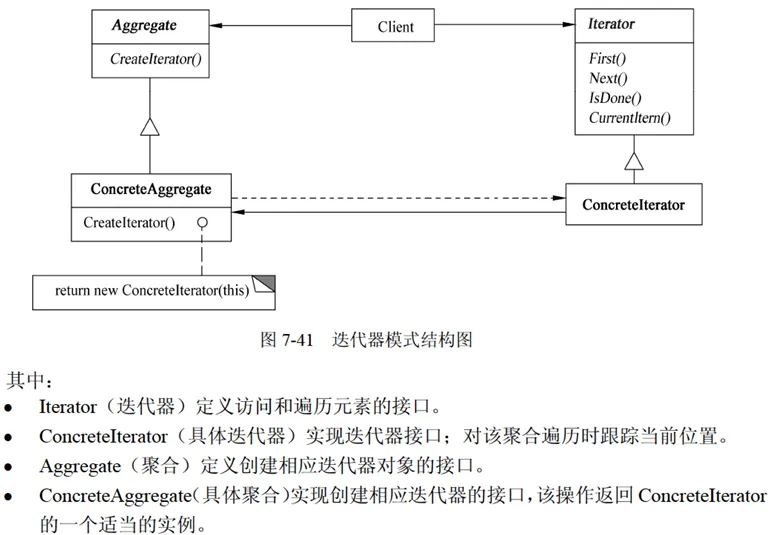 Aggregate
CreateIterator()
Client
Iterator
First()
Next()
IsDone()
CurrentItern()
ConcreteAggregate
CreateIterator()
ConcreteIterator
return new ConcreteIterator(this)
图 7-41 迭代器模式结构图
其中：
● Iterator（迭代器）定义访问和遍历元素的接口。
● ConcreteIterator（具体迭代器）实现迭代器接口；对该聚合遍历时跟踪当前位置。
● Aggregate（聚合）定义创建相应迭代器对象的接口。
● ConcreteAggregate（具体聚合）实现创建相应迭代器的接口，该操作返回 ConcreteIterator
的一个适当的实例。